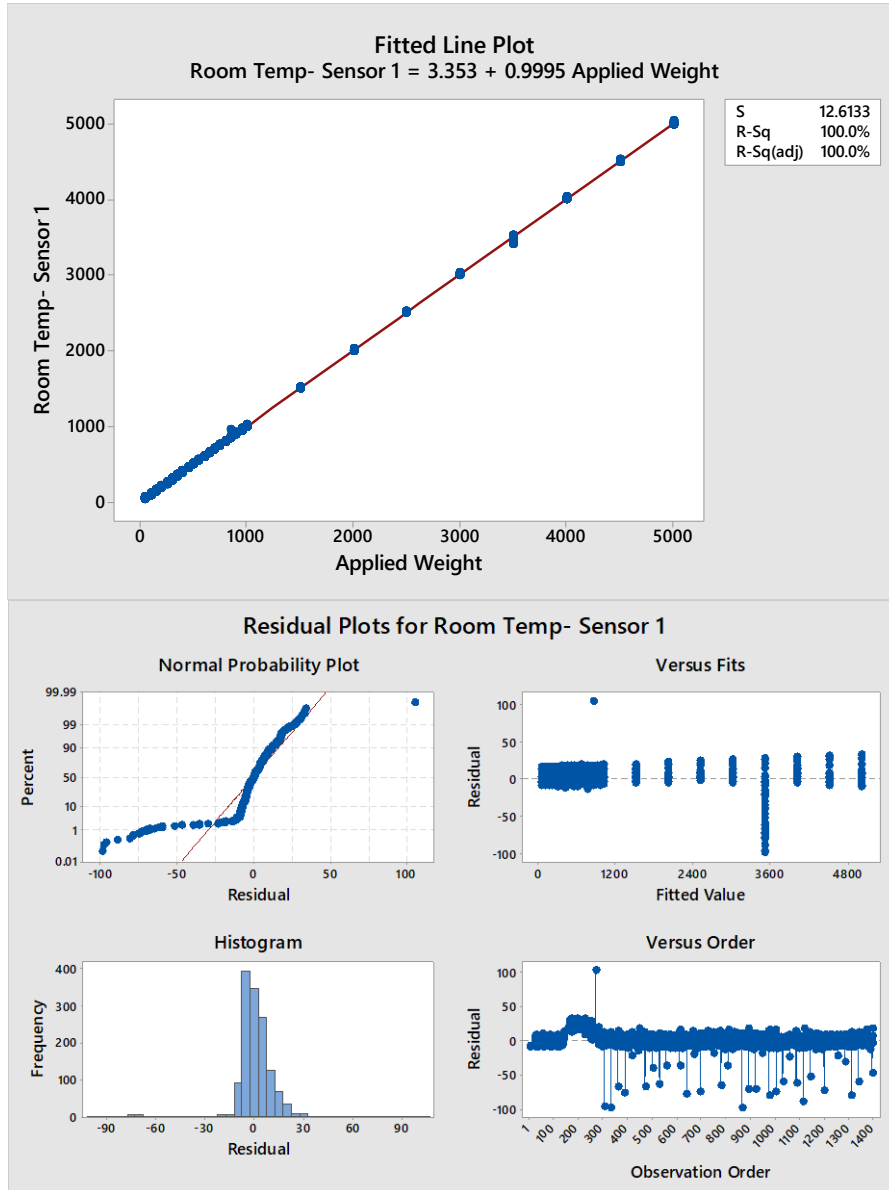 Fitted Line Plot
Room Temp- Sensor 1 = 3.353 + 0.9995 Applied Weight
S 12.6133
R-Sq 100.0%
R-Sq(adj) 100.0%
5000
4000
3000
2000
1000
0
Room Temp- Sensor 1
0 1000 2000 3000 4000 5000
Applied Weight
Residual Plots for Room Temp- Sensor 1
Normal Probability Plot
99.99
99
90
50
10
1
0.01
Percent
-100 -50 0 50 100
Residual
Versus Fits
100
50
0
-50
-100
Residual
0 1200 2400 3600 4800
Fitted Value
Histogram
400
300
200
100
0
Frequency
-90 -60 -30 0 30 60 90
Residual
Versus Order
100
50
0
-50
-100
Residual
1 100 200 300 400 500 600 700 800 900 1000 1100 1200 1300 1400
Observation Order